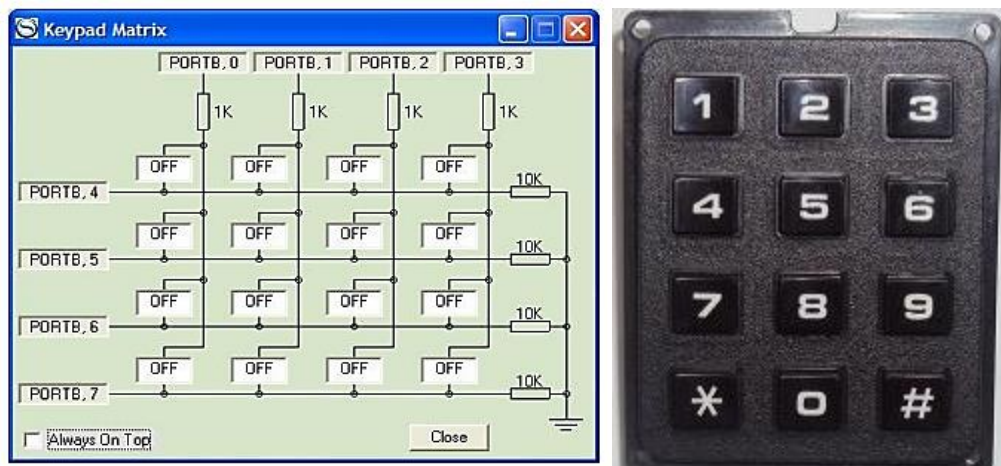 Keypad Matrix
PORTB,0 PORTB,1 PORTB,2 PORTB,3
1K 1K 1K 1K
OFF OFF OFF OFF
PORTB,4 10K
OFF OFF OFF OFF
PORTB,5 10K
OFF OFF OFF OFF
PORTB,6 10K
OFF OFF OFF OFF
PORTB,7 10K
Always On Top Close
1 2 3
4 5 6
7 8 9
* 0 #